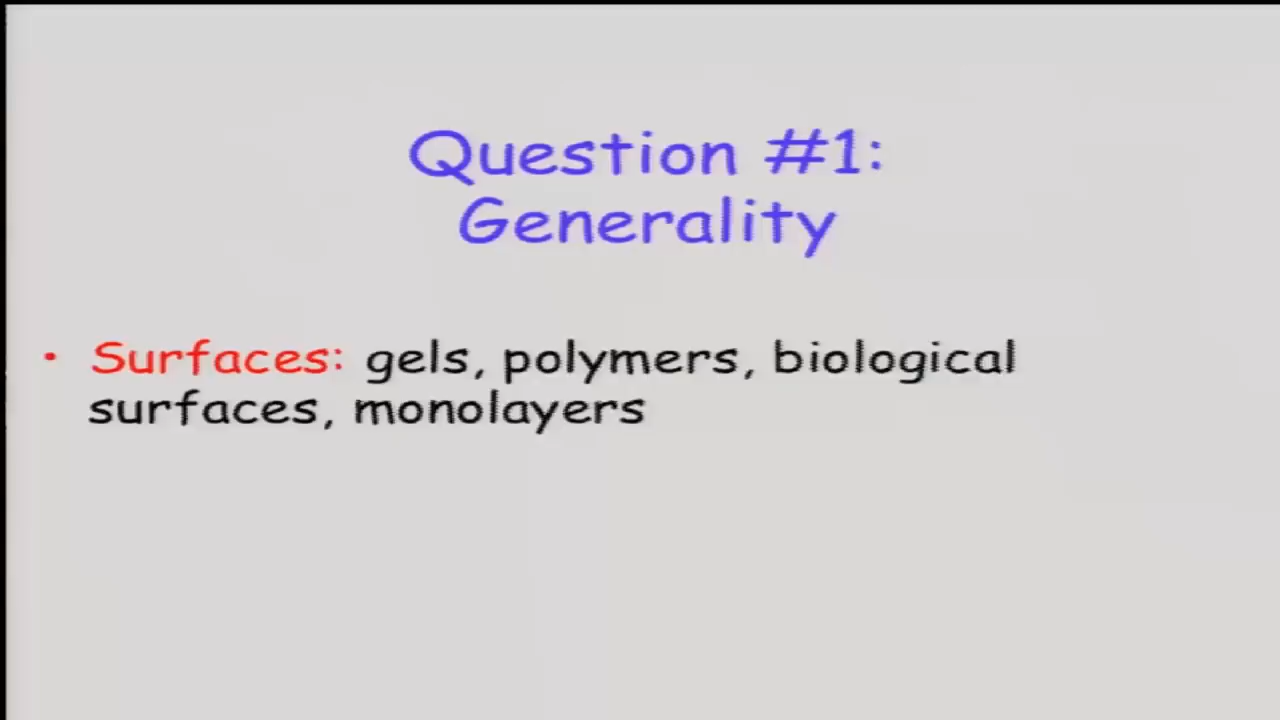 Question #1:
Generality
• Surfaces: gels, polymers, biological
surfaces, monolayers